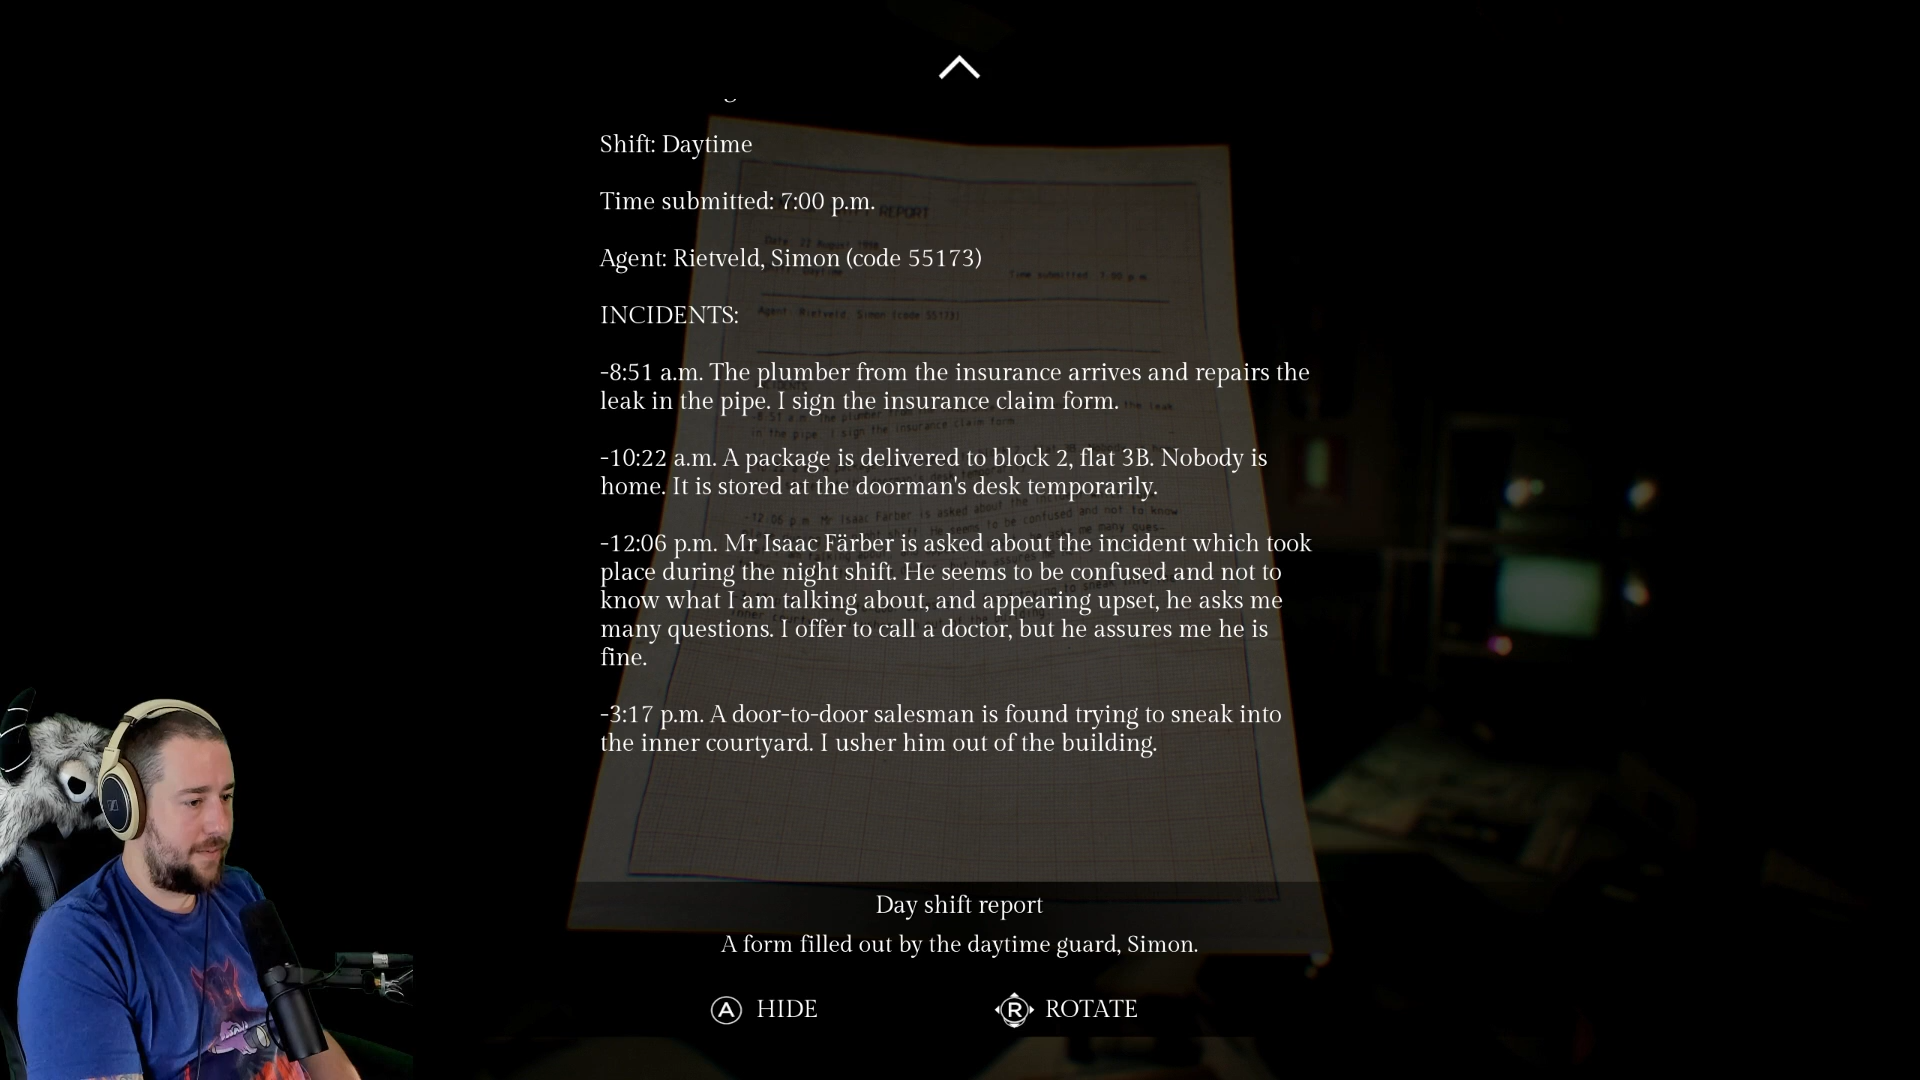 Shift: Daytime
Time submitted: 7:00 p.m.
Agent: Rietveld, Simon (code 55173)
INCIDENTS:
-8:51 a.m. The plumber from the insurance arrives and repairs the
leak in the pipe. I sign the insurance claim form.
-10:22 a.m. A package is delivered to block 2, flat 3B. Nobody is
home. It is stored at the doorman's desk temporarily.
-12:06 p.m. Mr Isaac Färber is asked about the incident which took
place during the night shift. He seems to be confused and not to
know what I am talking about, and appearing upset, he asks me
many questions. I offer to call a doctor, but he assures me he is
fine.
-3:17 p.m. A door-to-door salesman is found trying to sneak into
the inner courtyard. I usher him out of the building.
Day shift report
A form filled out by the daytime guard, Simon.
A HIDE
R ROTATE